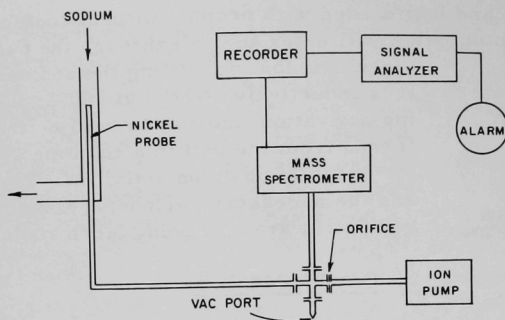 SODIUM
RECORDER
SIGNAL
ANALYZER
ALARM
NICKEL
PROBE
MASS
SPECTROMETER
ORIFICE
ION
PUMP
VAC PORT